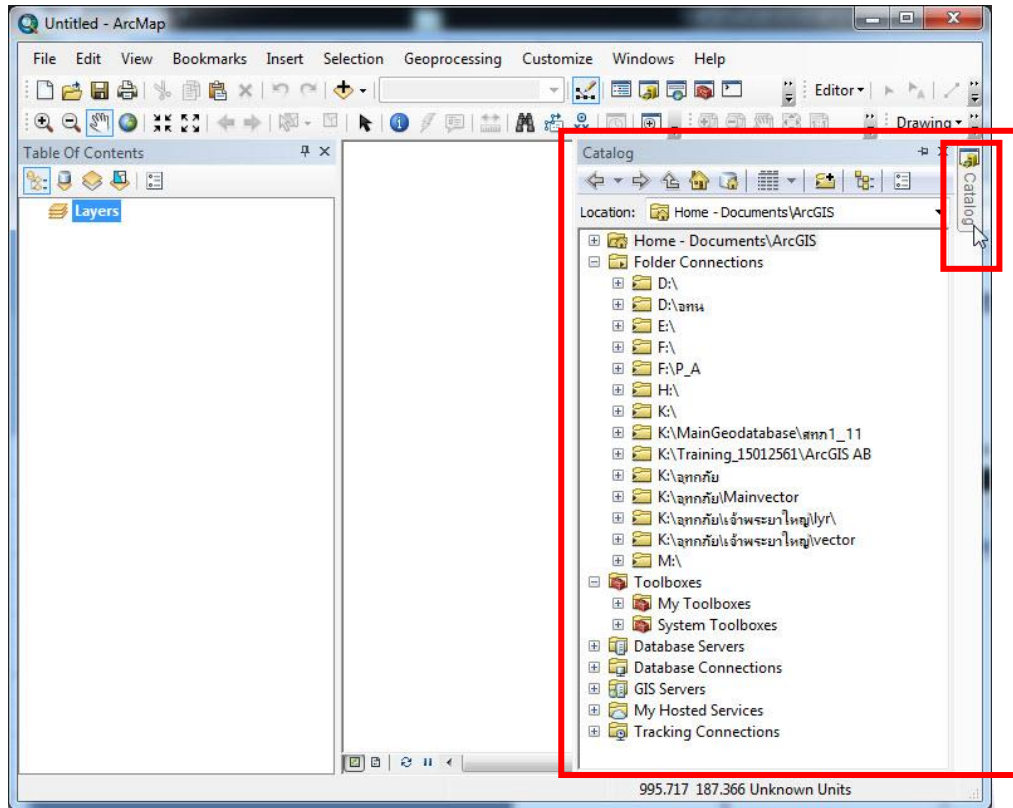 Untitled - ArcMap
File Edit View Bookmarks Insert Selection Geoprocessing Customize Windows Help
Editor
Drawing
Table Of Contents
Catalog
Catalog
Layers
Location: Home - Documents\ArcGIS
Home - Documents\ArcGIS
Folder Connections
D:\
D:\อทน
E:\
F:\
F:\P_A
H:\
K:\
K:\MainGeodatabase\สทภ1_11
K:\Training_15012561\ArcGIS AB
K:\อุทกภัย
K:\อุทกภัย\Mainvector
K:\อุทกภัย\เจ้าพระยาใหญ่\lyr\
K:\อุทกภัย\เจ้าพระยาใหญ่\vector
M:\
Toolboxes
My Toolboxes
System Toolboxes
Database Servers
Database Connections
GIS Servers
My Hosted Services
Tracking Connections
995.717 187.366 Unknown Units